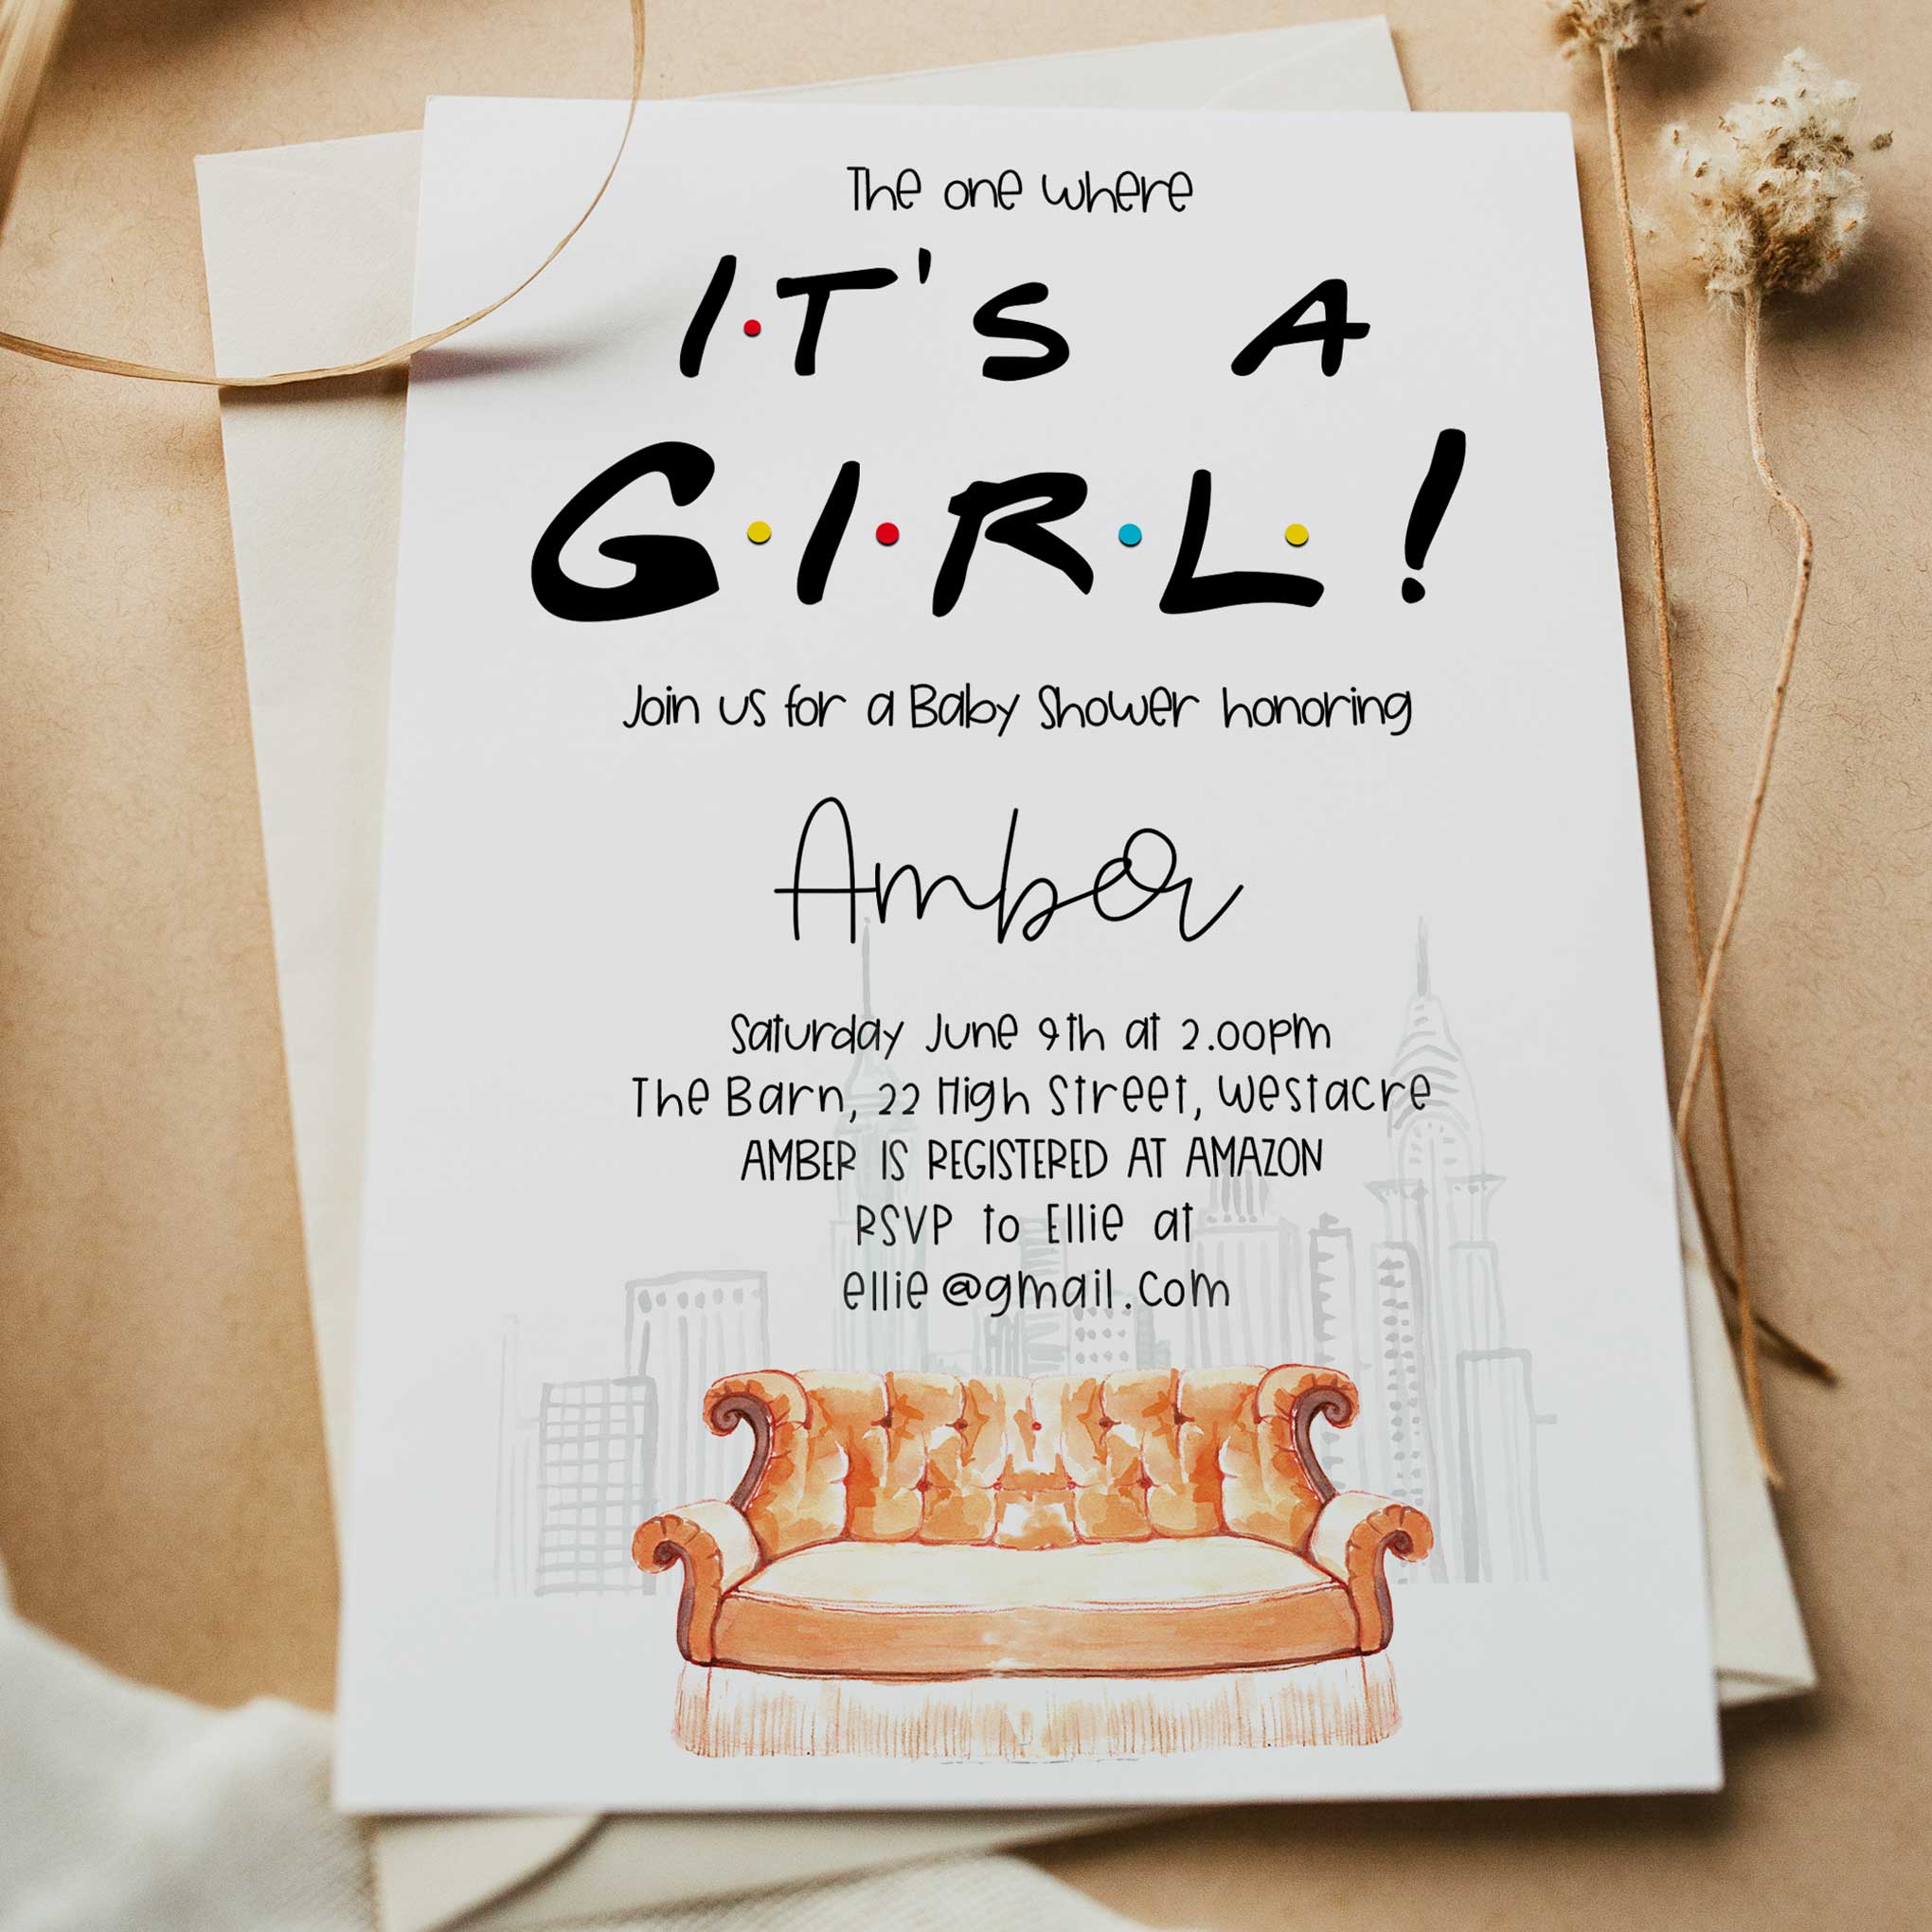 The one where
I·T'S A
G·I·R·L·!
Join us for a Baby Shower honoring
Amber
Saturday June 9th at 2.00pm
The Barn, 22 High Street, Westacre
AMBER IS REGISTERED AT AMAZON
RSVP to Ellie at
ellie@gmail.com